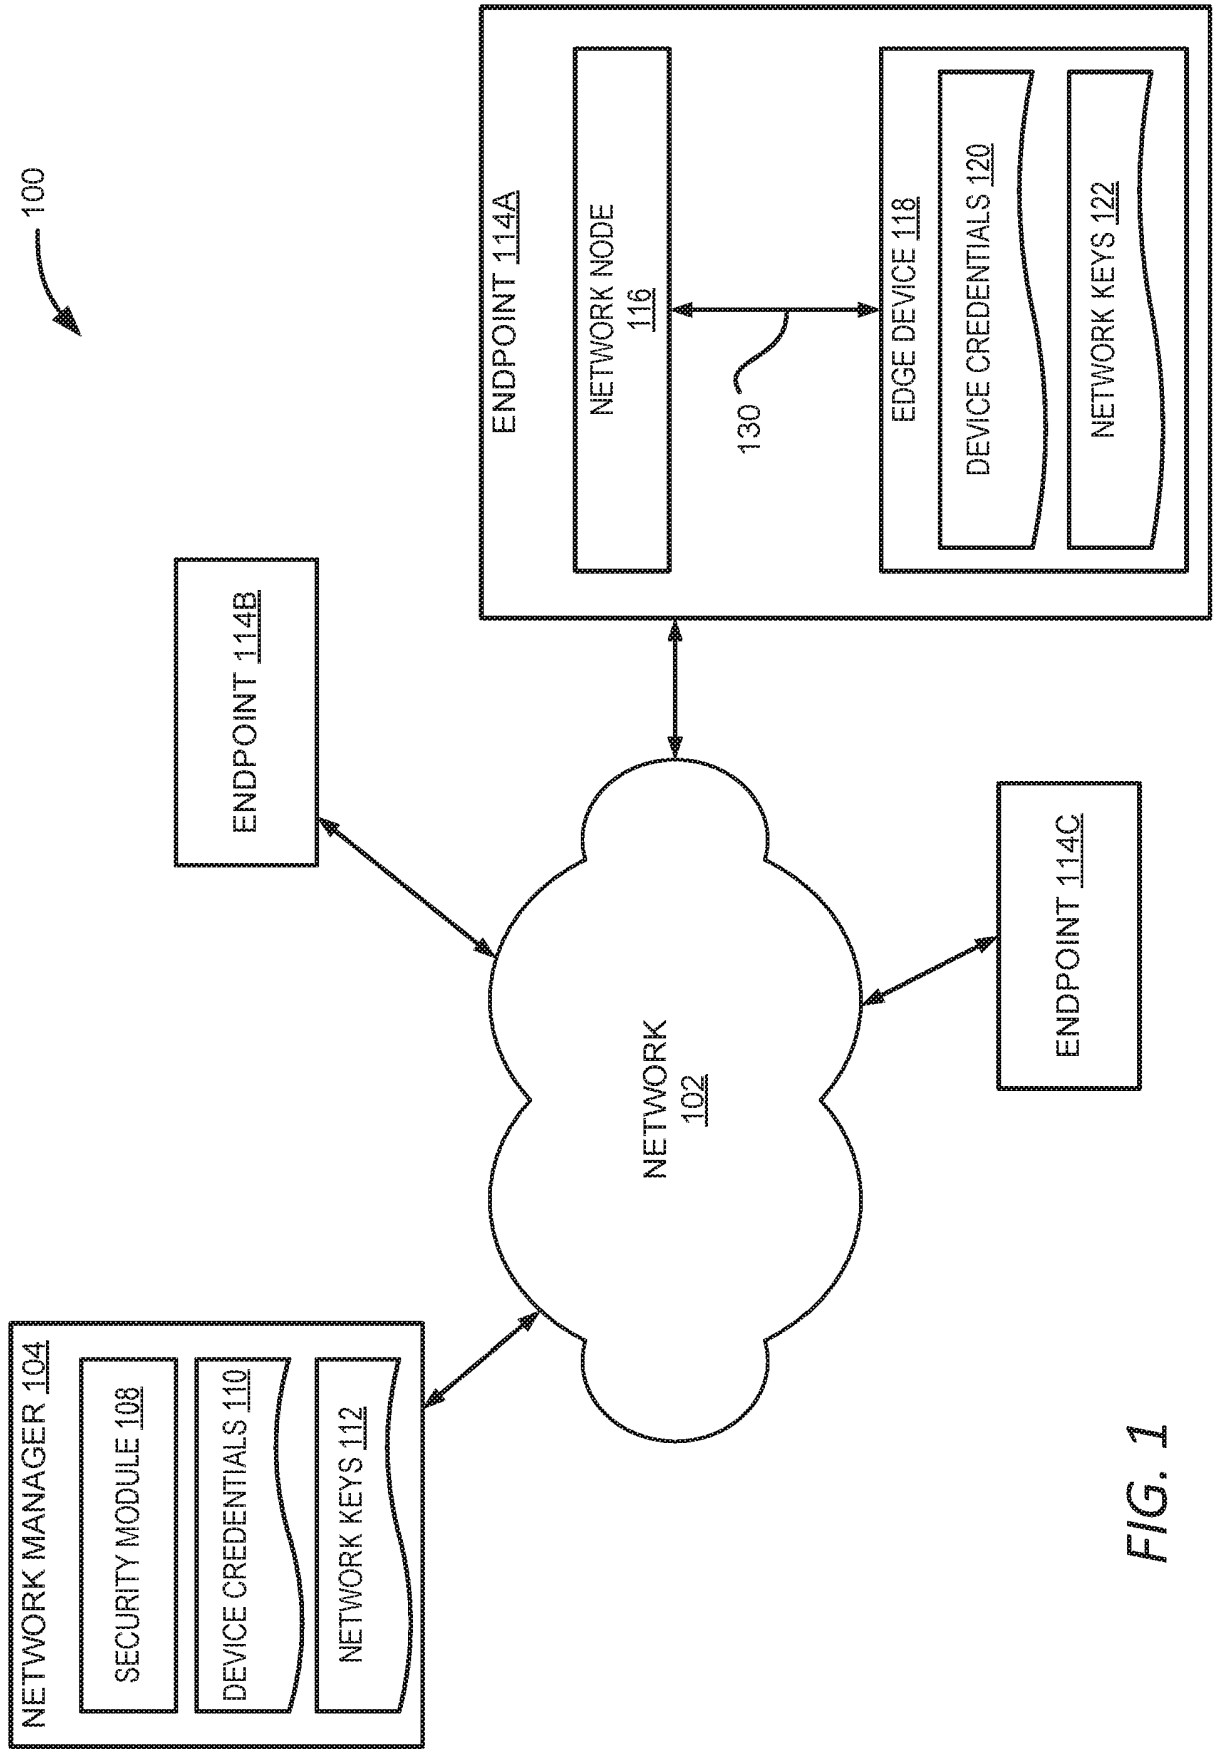 100
NETWORK MANAGER 104
SECURITY MODULE 108
DEVICE CREDENTIALS 110
NETWORK KEYS 112
ENDPOINT 114B
ENDPOINT 114A
NETWORK NODE
116
130
EDGE DEVICE 118
DEVICE CREDENTIALS 120
NETWORK KEYS 122
NETWORK
102
ENDPOINT 114C
FIG. 1